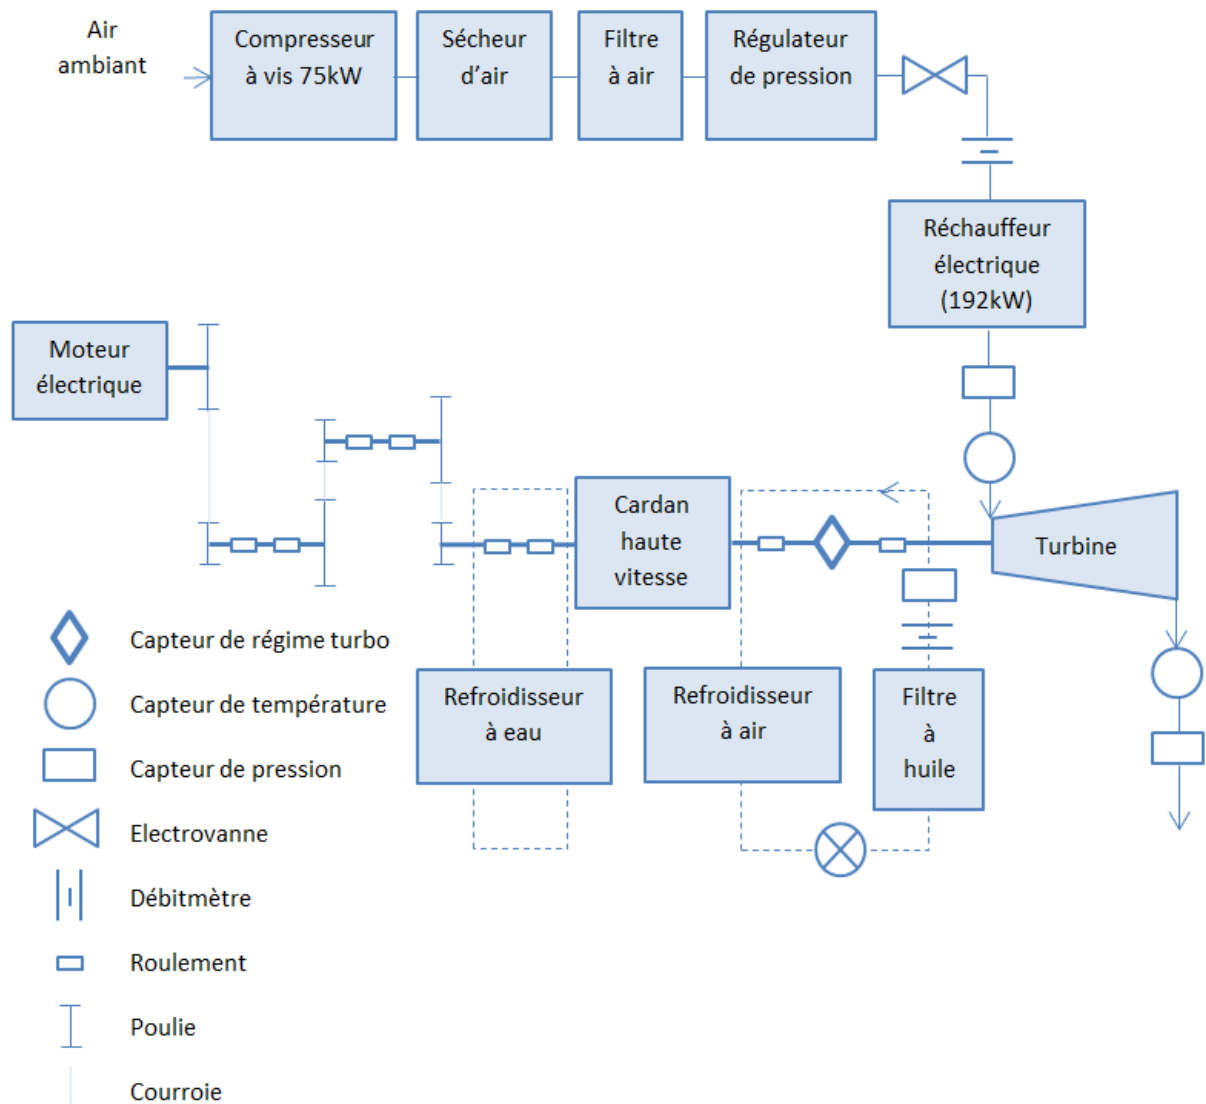 Air
ambiant
Compresseur
à vis 75kW
Sécheur
d'air
Filtre
à air
Régulateur
de pression
Réchauffeur
électrique
(192kW)
Moteur
électrique
Cardan
haute
vitesse
Turbine
Refroidisseur
à eau
Refroidisseur
à air
Filtre
à
huile
Capteur de régime turbo
Capteur de température
Capteur de pression
Electrovanne
Débitmètre
Roulement
Poulie
Courroie